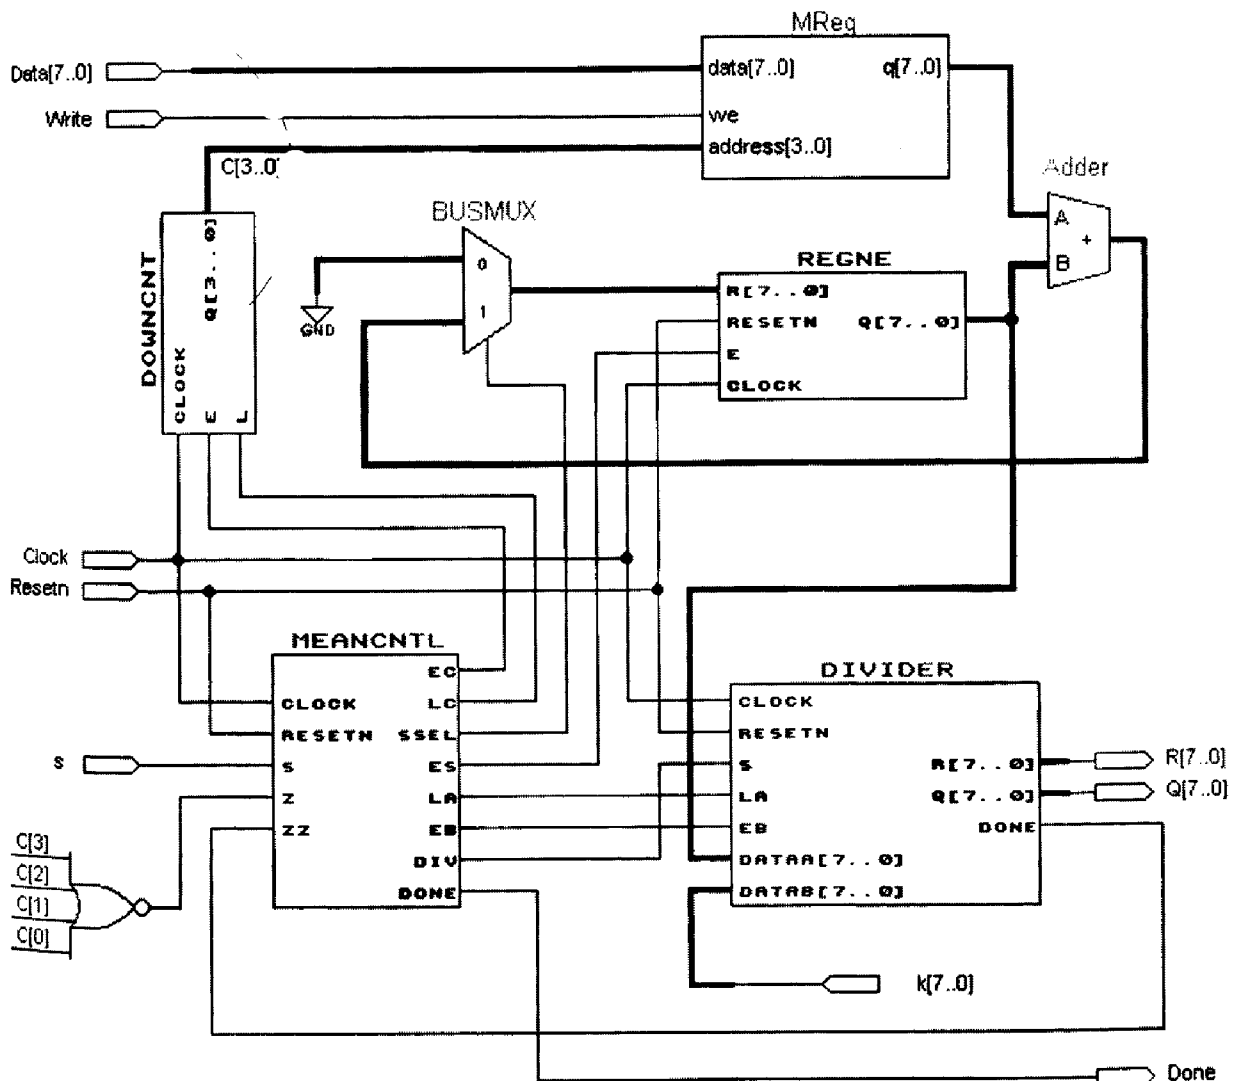 MReg
Data[7..0]
data[7..0]
q[7..0]
Write
we
address[3..0]
C[3..0]
Adder
A
+
B
BUSMUX
0
1
GND
DOWNCNT
Q[3..0]
CLOCK
E
L
REGNE
R[7..0]
RESETN
Q[7..0]
E
CLOCK
Clock
Resetn
MEANCNTL
EC
CLOCK
LC
RESETN
SSEL
s
S
ES
Z
LA
ZZ
EB
DIV
DONE
C[3]
C[2]
C[1]
C[0]
DIVIDER
CLOCK
RESETN
S
R[7..0]
R[7..0]
LA
Q[7..0]
Q[7..0]
EB
DONE
DATAA[7..0]
DATAB[7..0]
k[7..0]
Done